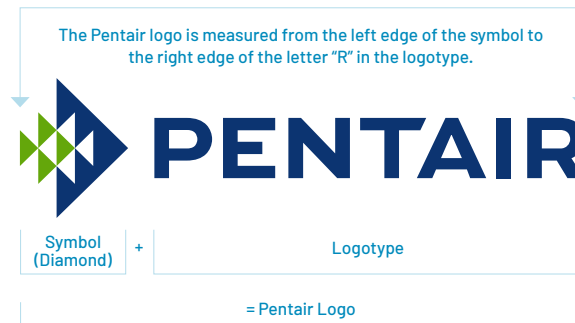 The Pentair logo is measured from the left edge of the symbol to
the right edge of the letter “R” in the logotype.
PENTAIR
Symbol
(Diamond)
+
Logotype
= Pentair Logo